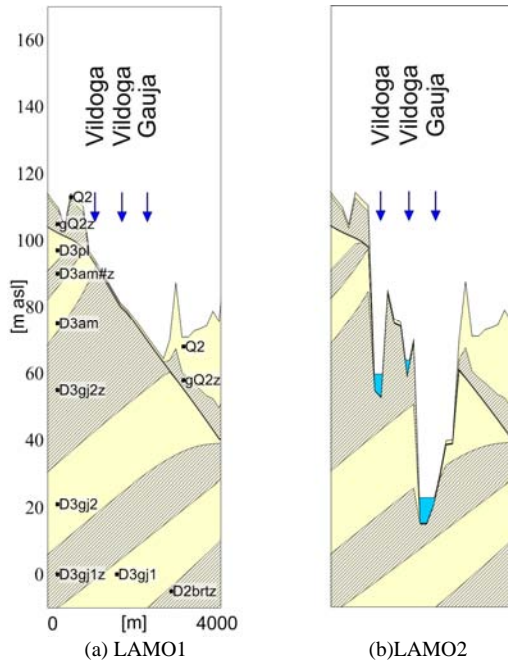 160
140
120
100
80
60
40
20
0
[m asl]
Vildoga
Vildoga
Gauja
Vildoga
Vildoga
Gauja
Q2
gQ2z
D3pl
D3am#z
D3am
D3gj2z
D3gj2
D3gj1z
D3gj1
D2brtz
Q2
gQ2z
0 [m] 4000
(a) LAMO1
(b)LAMO2